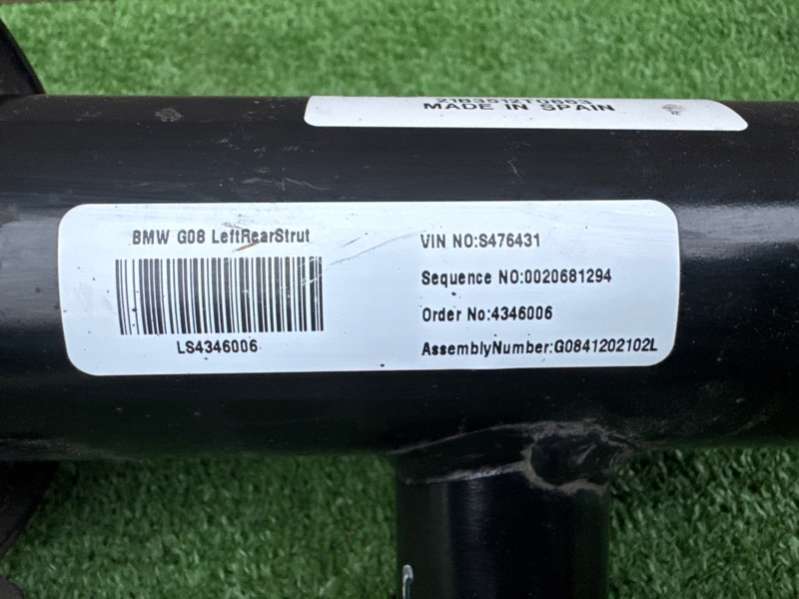 MADE IN SPAIN
BMW G08 LeftRearStrut
LS4346006
VIN NO:S476431
Sequence NO:0020681294
Order No:4346006
AssemblyNumber:G0841202102L